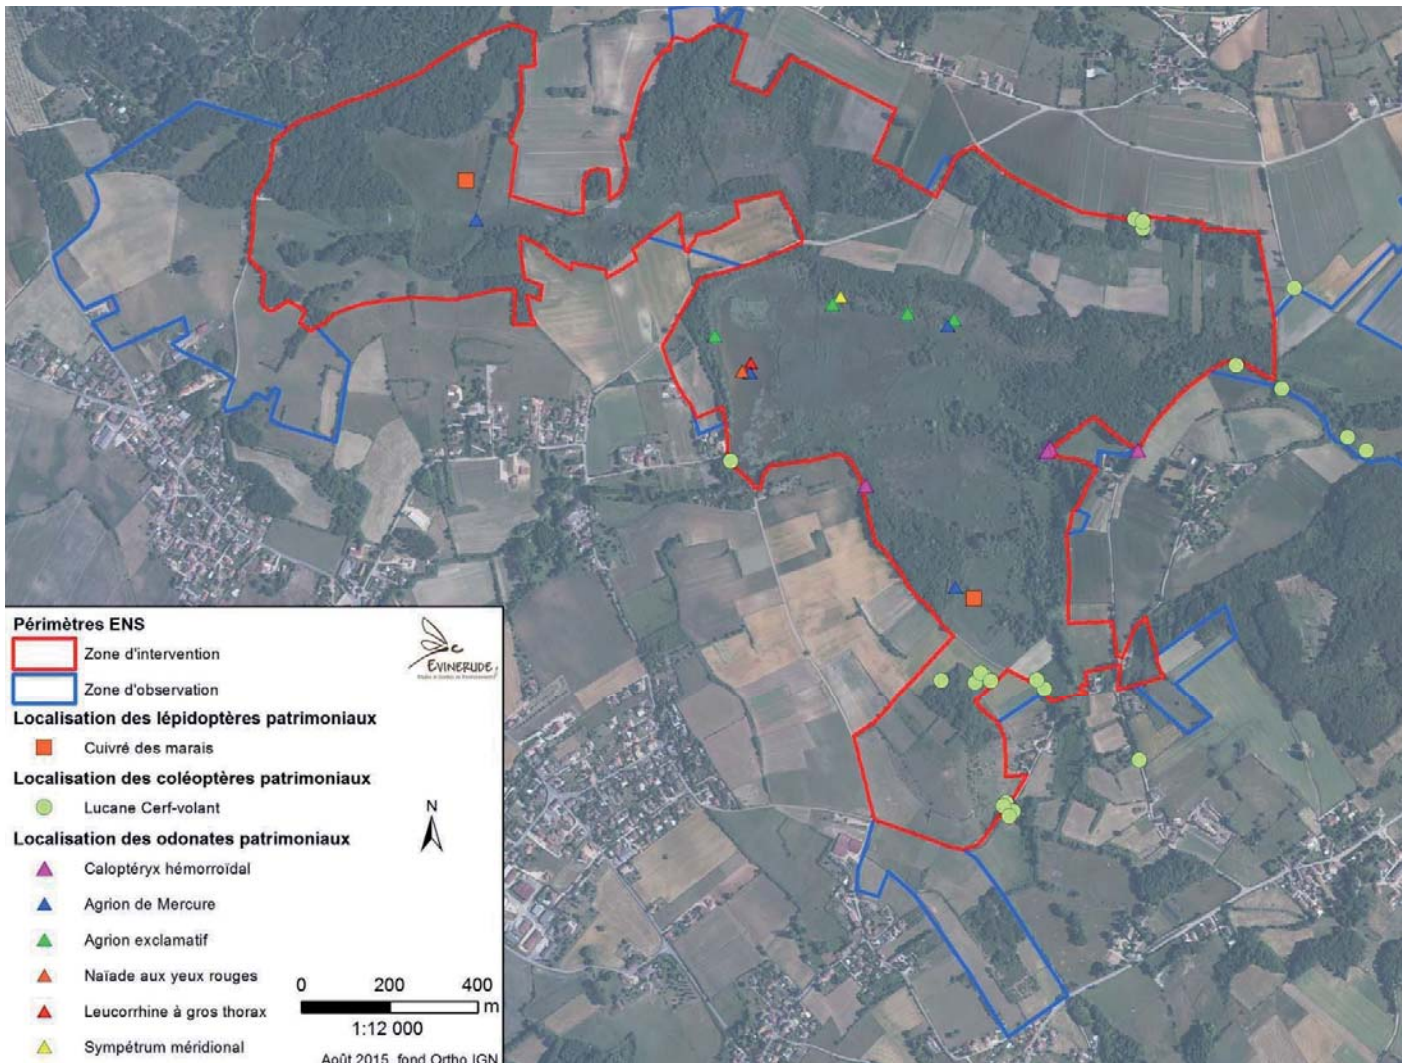 Périmètres ENS
Zone d'intervention
Zone d'observation
EVINERUDE
Localisation des lépidoptères patrimoniaux
Cuivré des marais
Localisation des coléoptères patrimoniaux
Lucane Cerf-volant
Localisation des odonates patrimoniaux
N
Caloptéryx hémorroïdal
Agrion de Mercure
Agrion exclamatif
Naïade aux yeux rouges
Leucorrhine à gros thorax
Sympétrum méridional
0 200 400
m
1:12 000
Août 2015, fond Ortho IGN